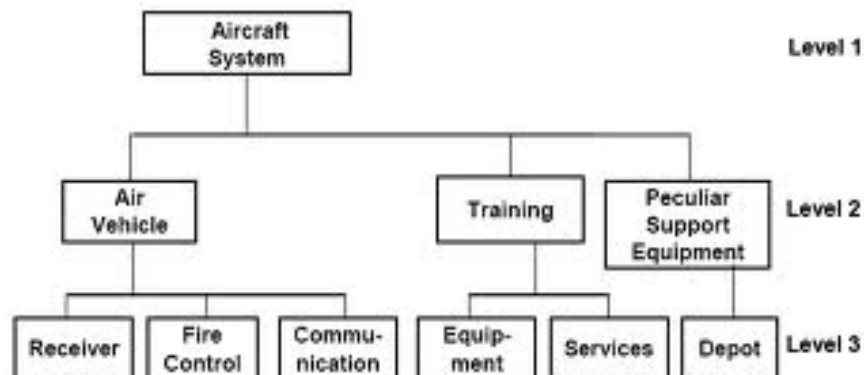 Aircraft
System
Level 1
Air
Vehicle
Training
Peculiar
Support
Equipment
Level 2
Receiver
Fire
Control
Commu-
nication
Equip-
ment
Services
Depot
Level 3